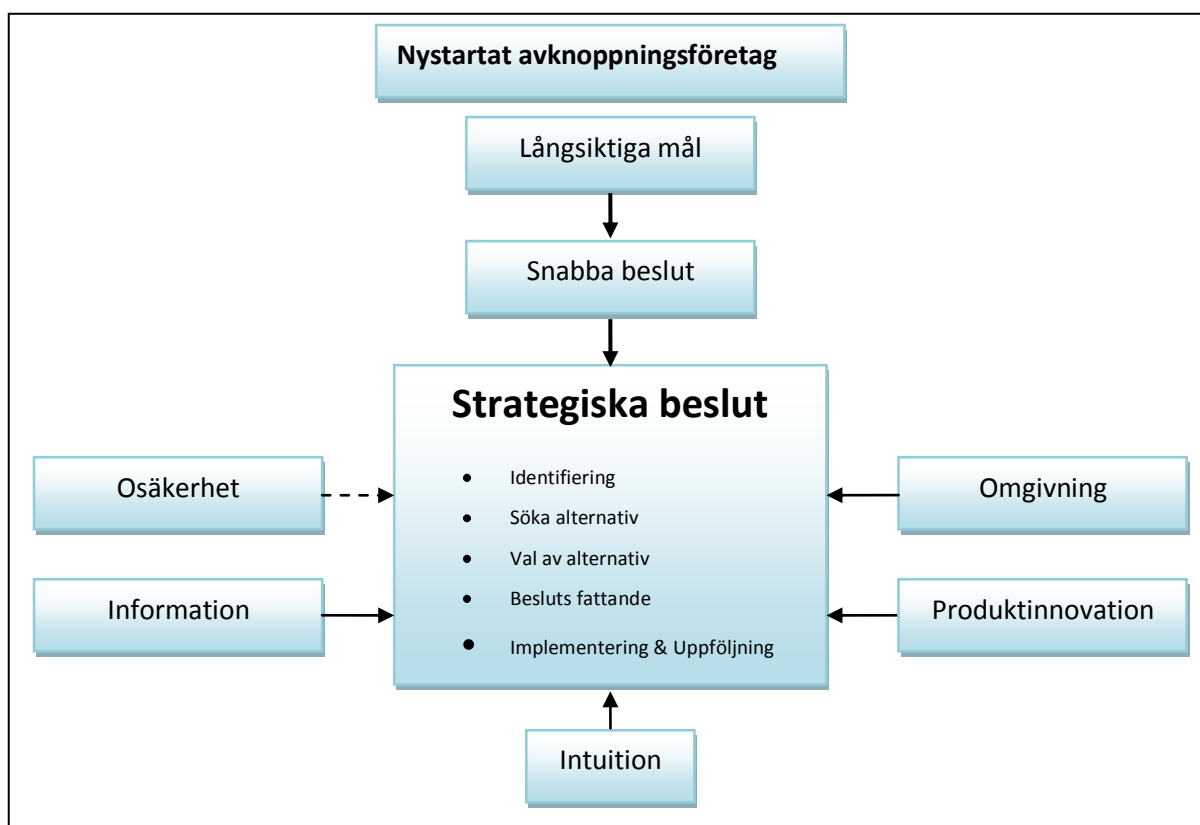 Nystartat avknoppningsföretag
Långsiktiga mål
Snabba beslut
Strategiska beslut
• Identifiering
• Söka alternativ
• Val av alternativ
• Besluts fattande
• Implementering & Uppföljning
Osäkerhet
Information
Omgivning
Produktinnovation
Intuition